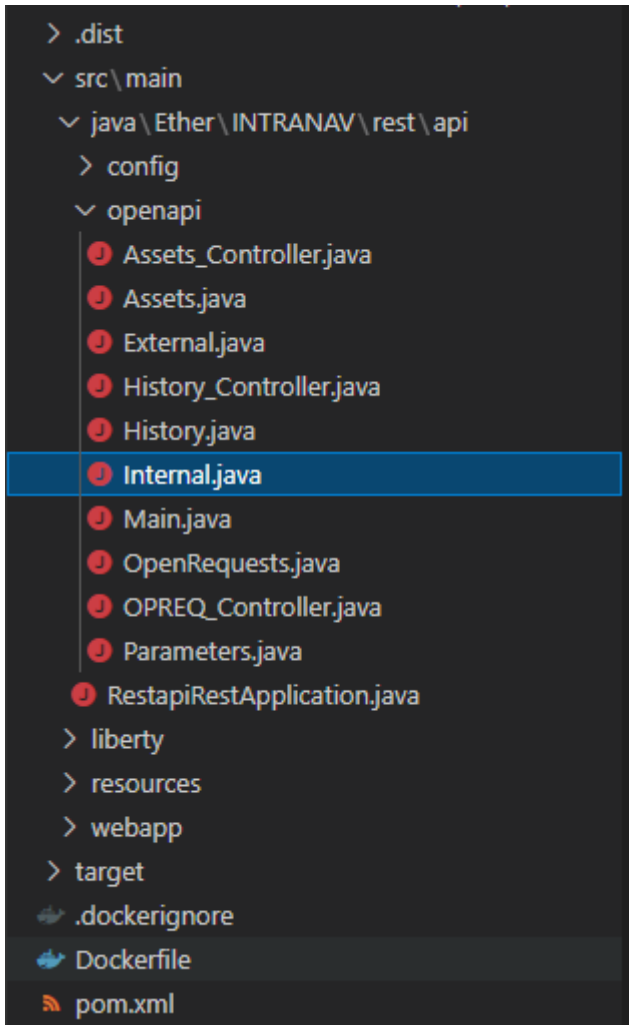 .dist
src\main
java\Ether\INTRANAV\rest\api
config
openapi
Assets_Controller.java
Assets.java
External.java
History_Controller.java
History.java
Internal.java
Main.java
OpenRequests.java
OPREQ_Controller.java
Parameters.java
RestapiRestApplication.java
liberty
resources
webapp
target
.dockerignore
Dockerfile
pom.xml